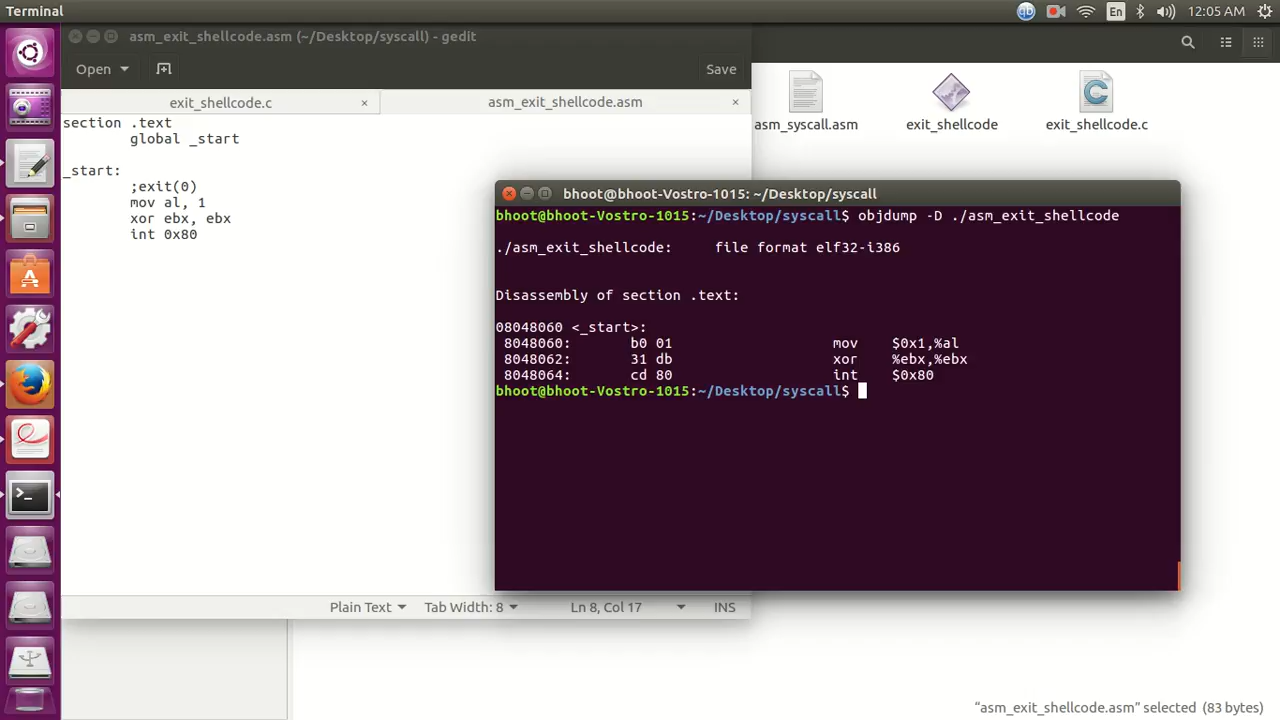 Terminal
En
12:05 AM
asm_exit_shellcode.asm (~/Desktop/syscall) - gedit
Open
Save
exit_shellcode.c
×
asm_exit_shellcode.asm
×
section .text
global _start
_start:
;exit(0)
mov al, 1
xor ebx, ebx
int 0x80
asm_syscall.asm
exit_shellcode
exit_shellcode.c
bhoot@bhoot-Vostro-1015: ~/Desktop/syscall
bhoot@bhoot-Vostro-1015:~/Desktop/syscall$ objdump -D ./asm_exit_shellcode
./asm_exit_shellcode:     file format elf32-i386
Disassembly of section .text:
08048060 <_start>:
8048060:       b0 01                   mov    $0x1,%al
8048062:       31 db                   xor    %ebx,%ebx
8048064:       cd 80                   int    $0x80
bhoot@bhoot-Vostro-1015:~/Desktop/syscall$
Plain Text
Tab Width: 8
Ln 8, Col 17
INS
“asm_exit_shellcode.asm” selected (83 bytes)